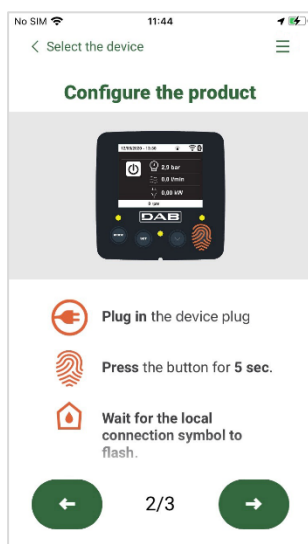 No SIM 11:44
Select the device
Configure the product
2,9 bar
0,0 l/min
0,00 kW
DAB
Plug in the device plug
Press the button for 5 sec.
Wait for the local
connection symbol to
flash.
2/3